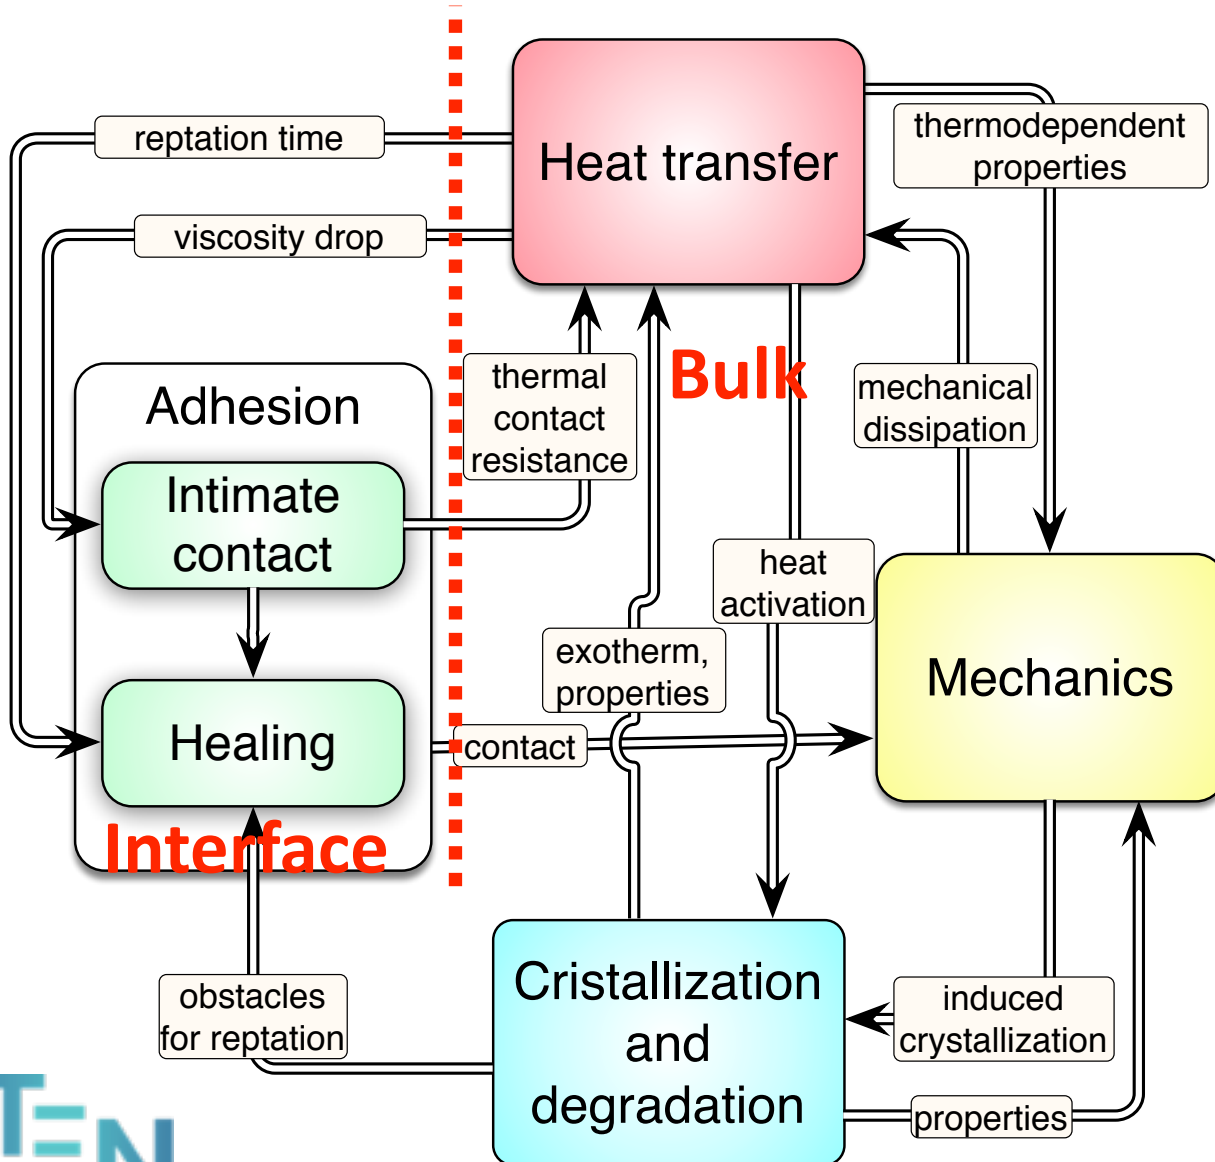 reptation time
Heat transfer
thermodependent
properties
viscosity drop
thermal
contact
resistance
Bulk
mechanical
dissipation
Adhesion
Intimate
contact
heat
activation
exotherm,
properties
Mechanics
Healing
contact
Interface
obstacles
for reptation
Cristallization
and
degradation
induced
crystallization
properties
TEN